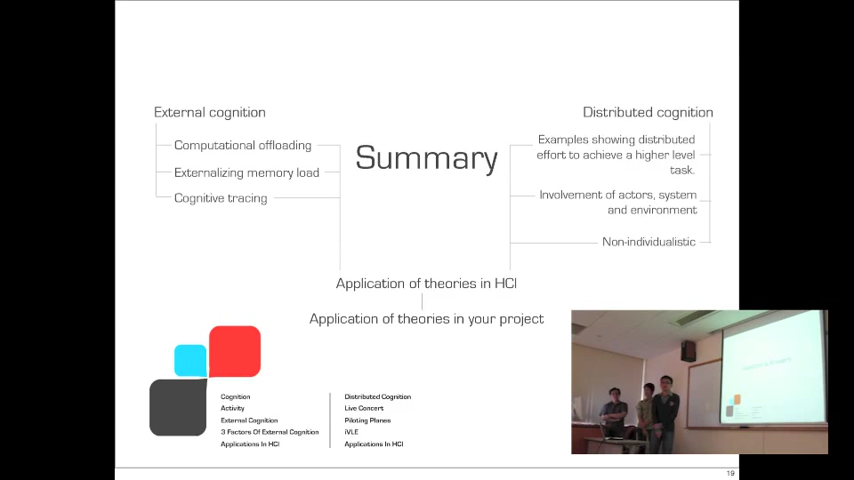 External cognition
Computational offloading
Externalizing memory load
Cognitive tracing
Summary
Distributed cognition
Examples showing distributed
effort to achieve a higher level
task.
Involvement of actors, system
and environment
Non-individualistic
Application of theories in HCI
Application of theories in your project
Cognition
Activity
External Cognition
3 Factors Of External Cognition
Applications In HCI
Distributed Cognition
Live Concert
Piloting Planes
iVLE
Applications In HCI
19